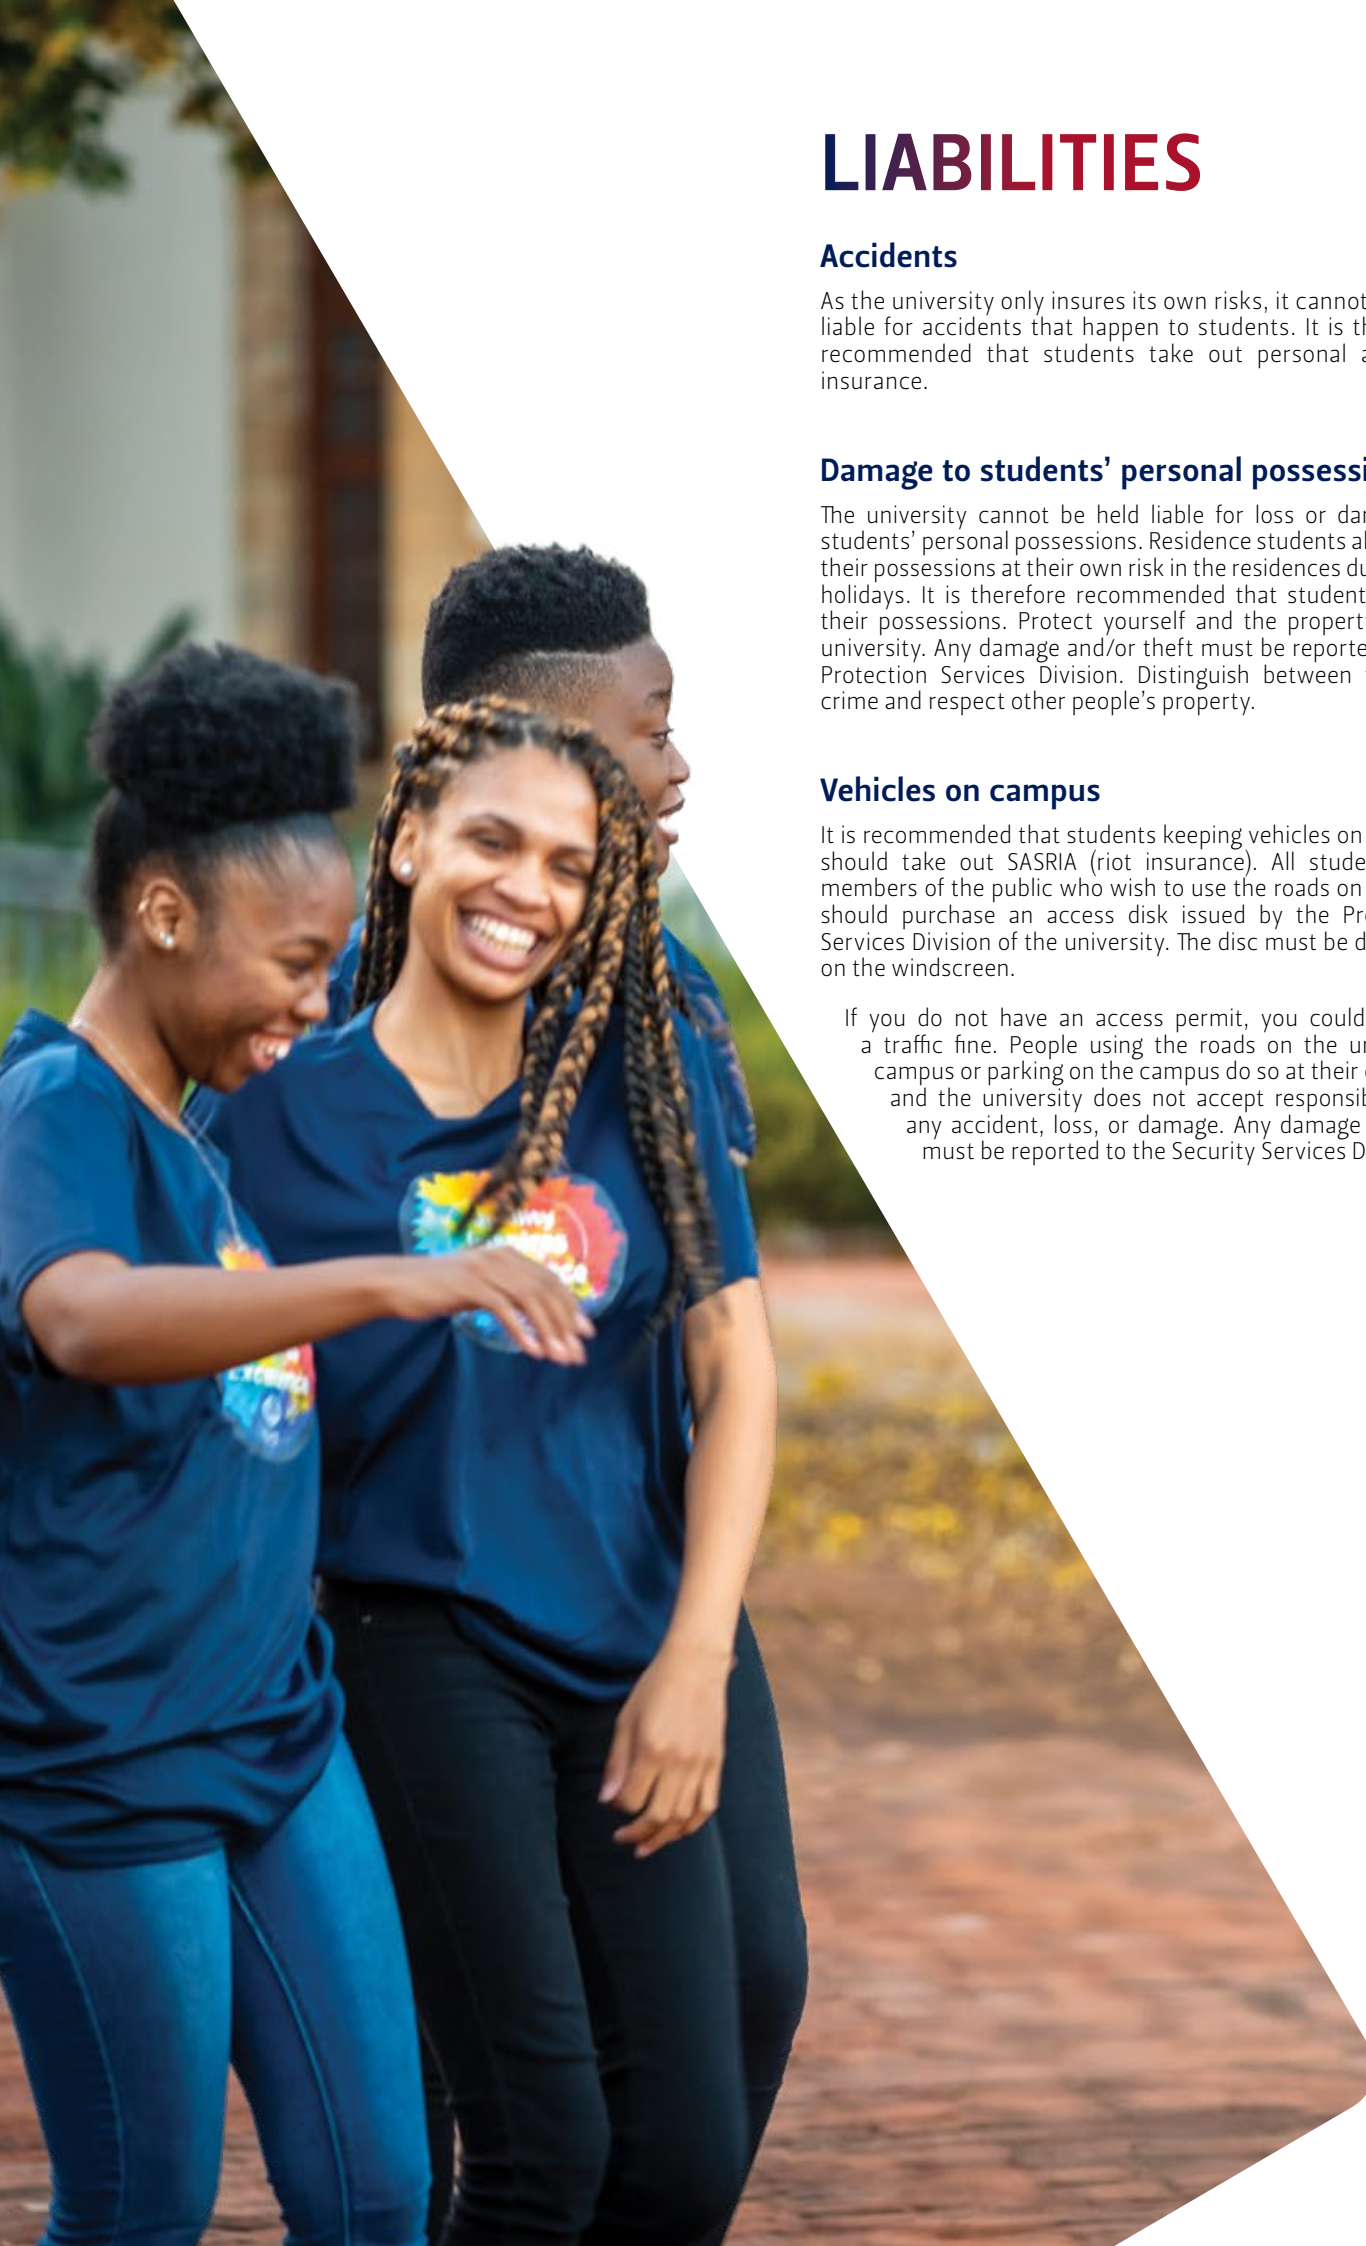 LIABILITIES
Accidents
As the university only insures its own risks, it cannot
liable for accidents that happen to students. It is th
recommended that students take out personal a
insurance.
Damage to students’ personal possessi
The university cannot be held liable for loss or dar
students’ personal possessions. Residence students al
their possessions at their own risk in the residences du
holidays. It is therefore recommended that student
their possessions. Protect yourself and the propert
university. Any damage and/or theft must be reporte
Protection Services Division. Distinguish between
crime and respect other people’s property.
Vehicles on campus
It is recommended that students keeping vehicles on
should take out SASRIA (riot insurance). All stude
members of the public who wish to use the roads on
should purchase an access disk issued by the Pr
Services Division of the university. The disc must be d
on the windscreen.
If you do not have an access permit, you could
a traffic fine. People using the roads on the un
campus or parking on the campus do so at their
and the university does not accept responsib
any accident, loss, or damage. Any damage
must be reported to the Security Services D